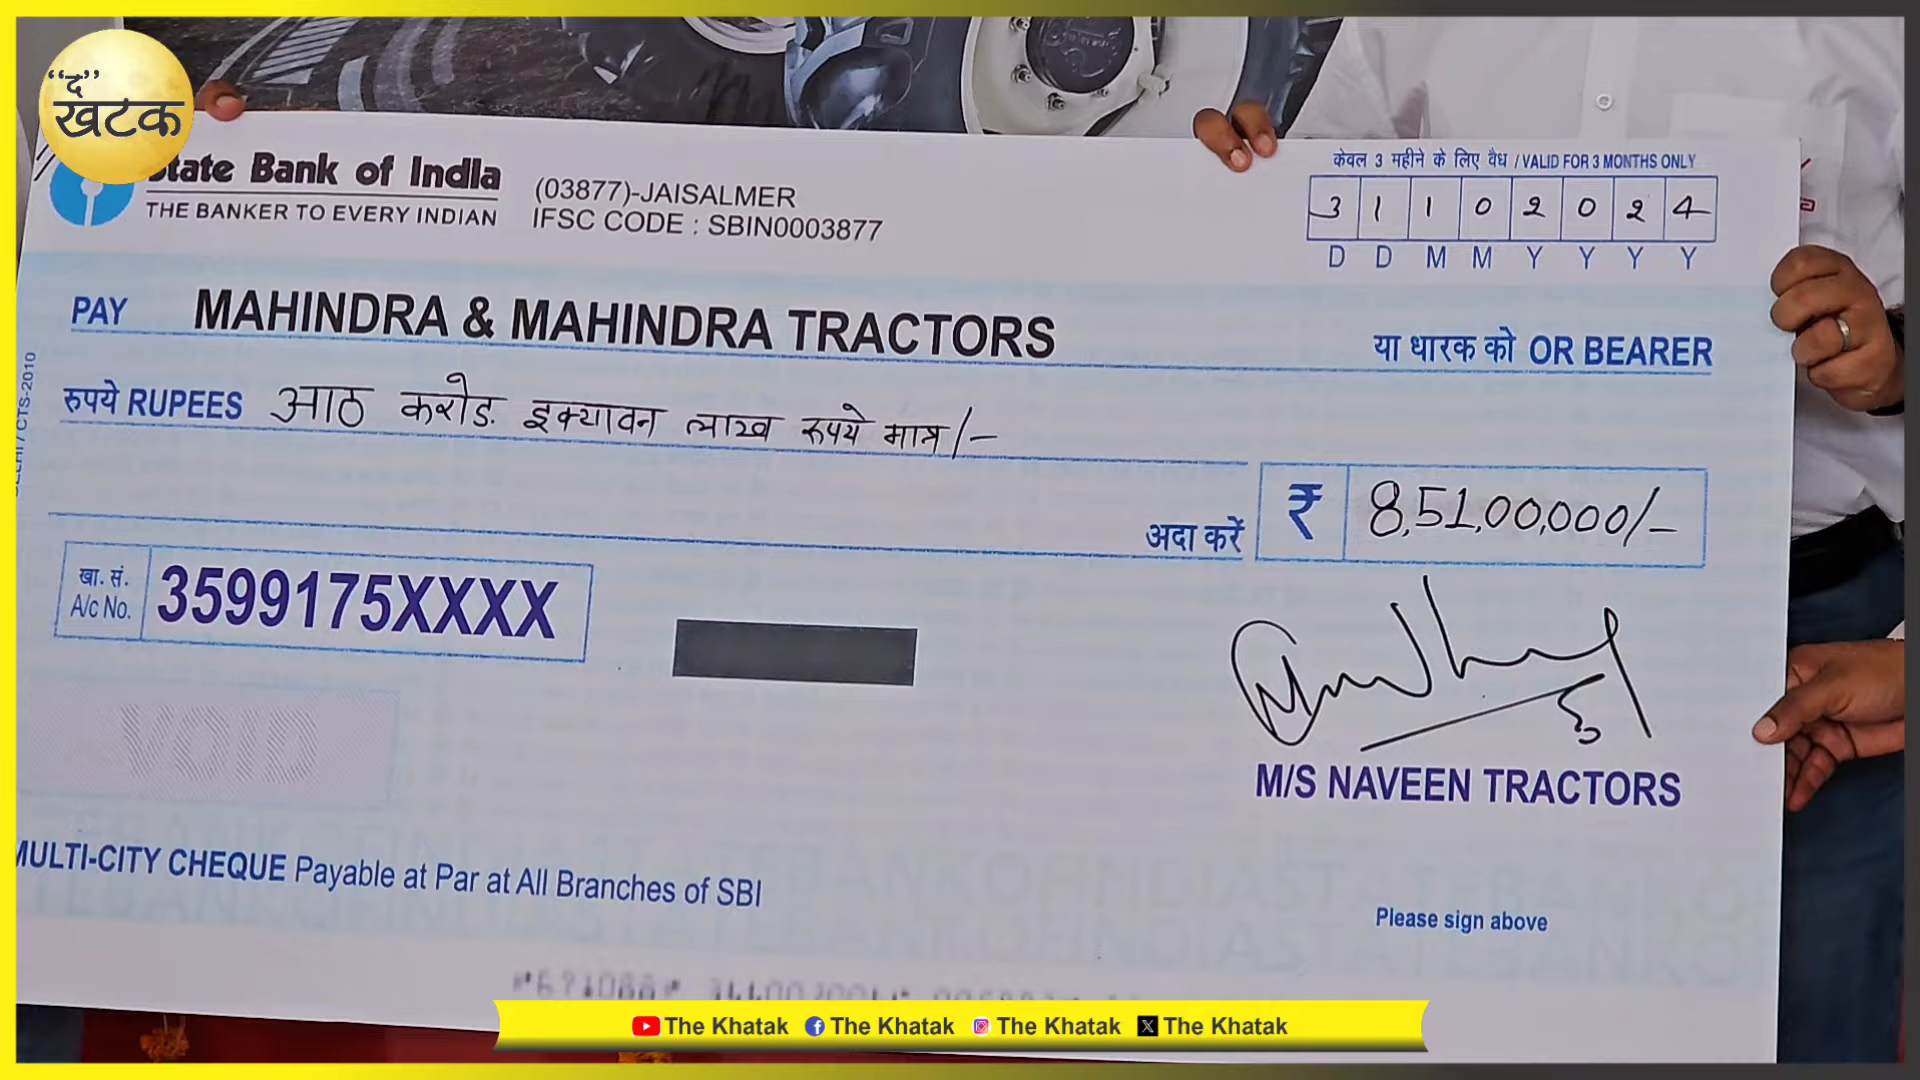 “द”
खटक
State Bank of India
THE BANKER TO EVERY INDIAN
(03877)-JAISALMER
IFSC CODE : SBIN0003877
केवल 3 महीने के लिए वैध / VALID FOR 3 MONTHS ONLY
3 1 1 0 2 0 2 4
D D M M Y Y Y Y
PAY MAHINDRA & MAHINDRA TRACTORS
या धारक को OR BEARER
रुपये RUPEES आठ करोड़ इक्यावन लाख रुपये मात्र/-
अदा करें ₹ 8,51,00,000/-
खा. सं.
A/c No. 3599175XXXX
VOID
M/S NAVEEN TRACTORS
MULTI-CITY CHEQUE Payable at Par at All Branches of SBI
Please sign above
CTS-2010
The Khatak The Khatak The Khatak The Khatak